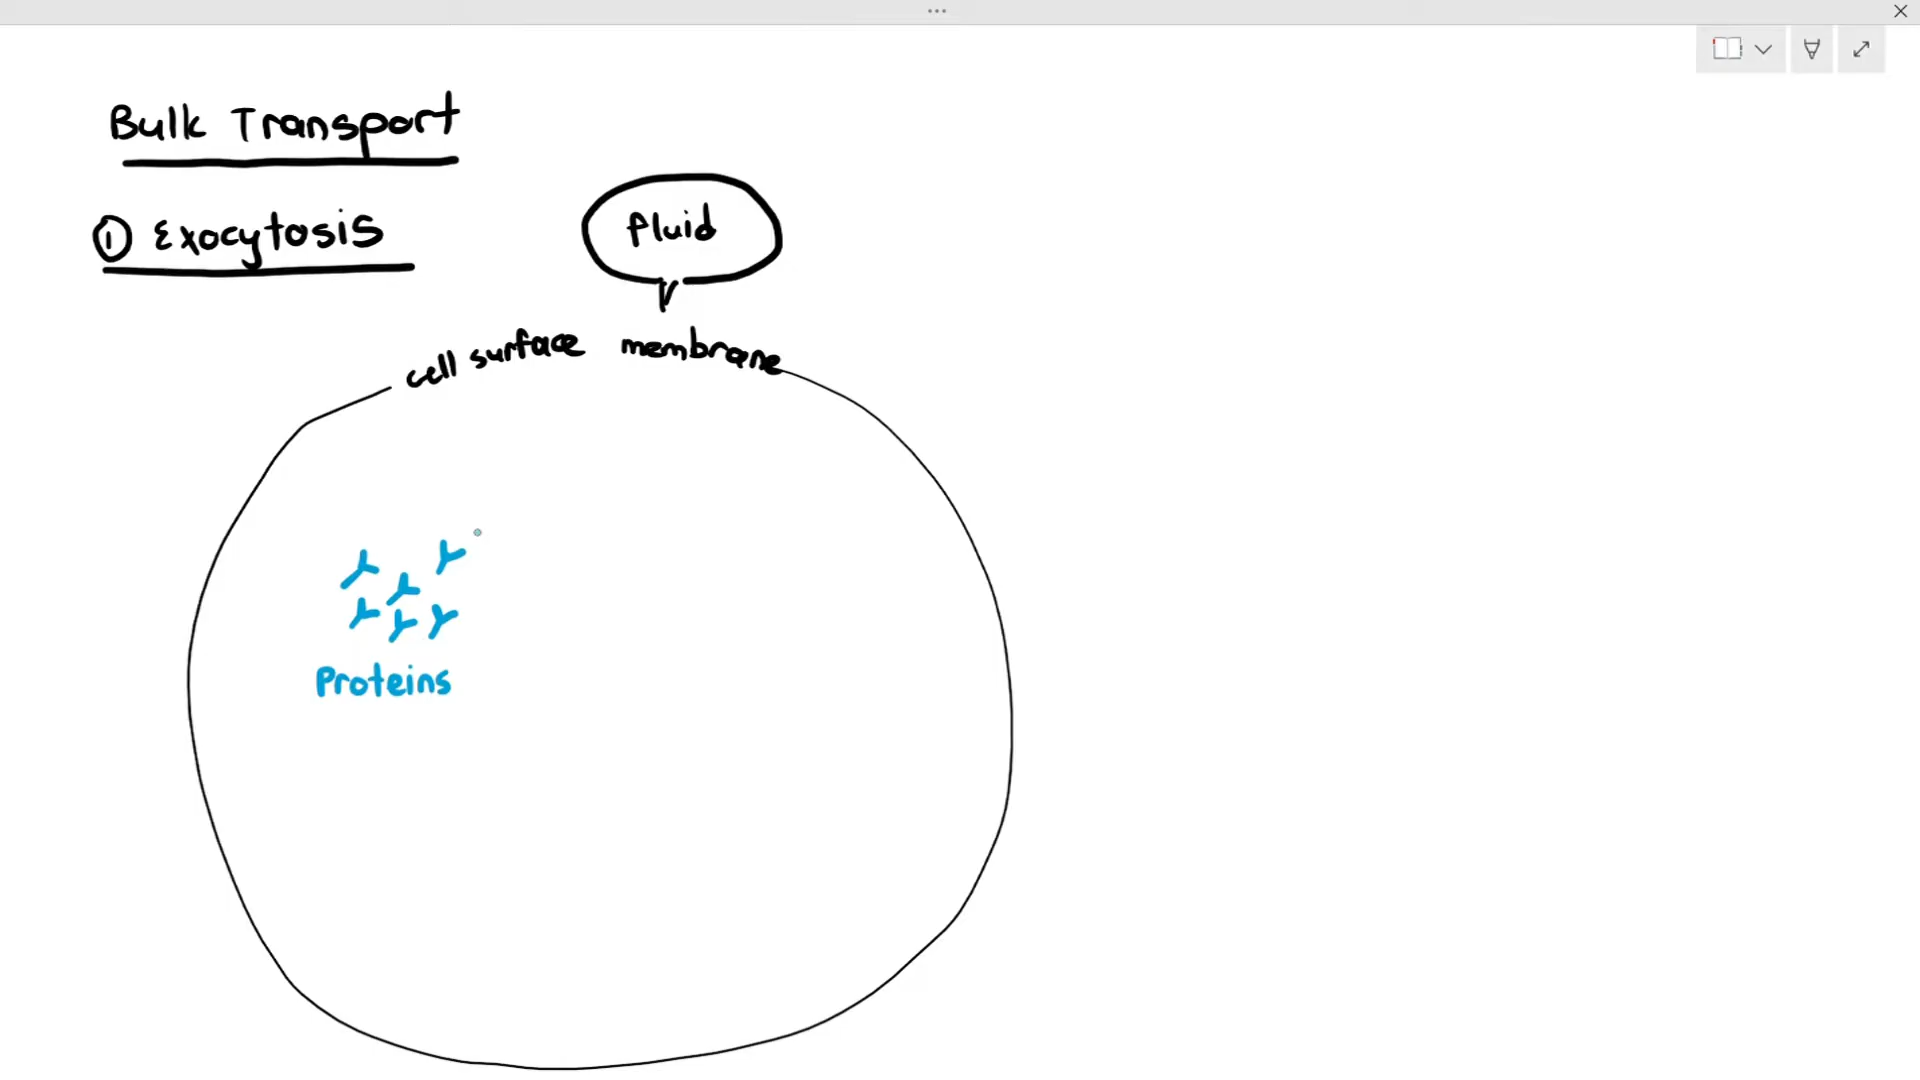 Bulk Transport
① Exocytosis
fluid
cell surface membrane
Proteins